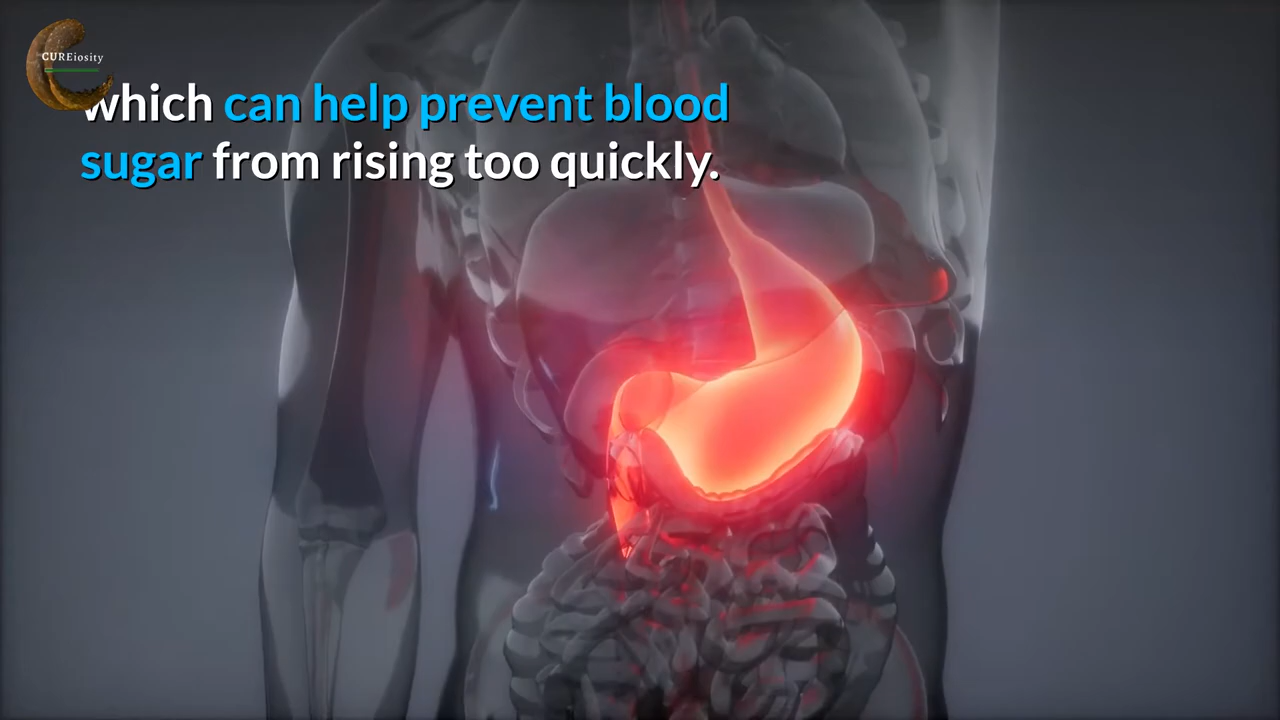 CUREiosity
which can help prevent blood
sugar from rising too quickly.